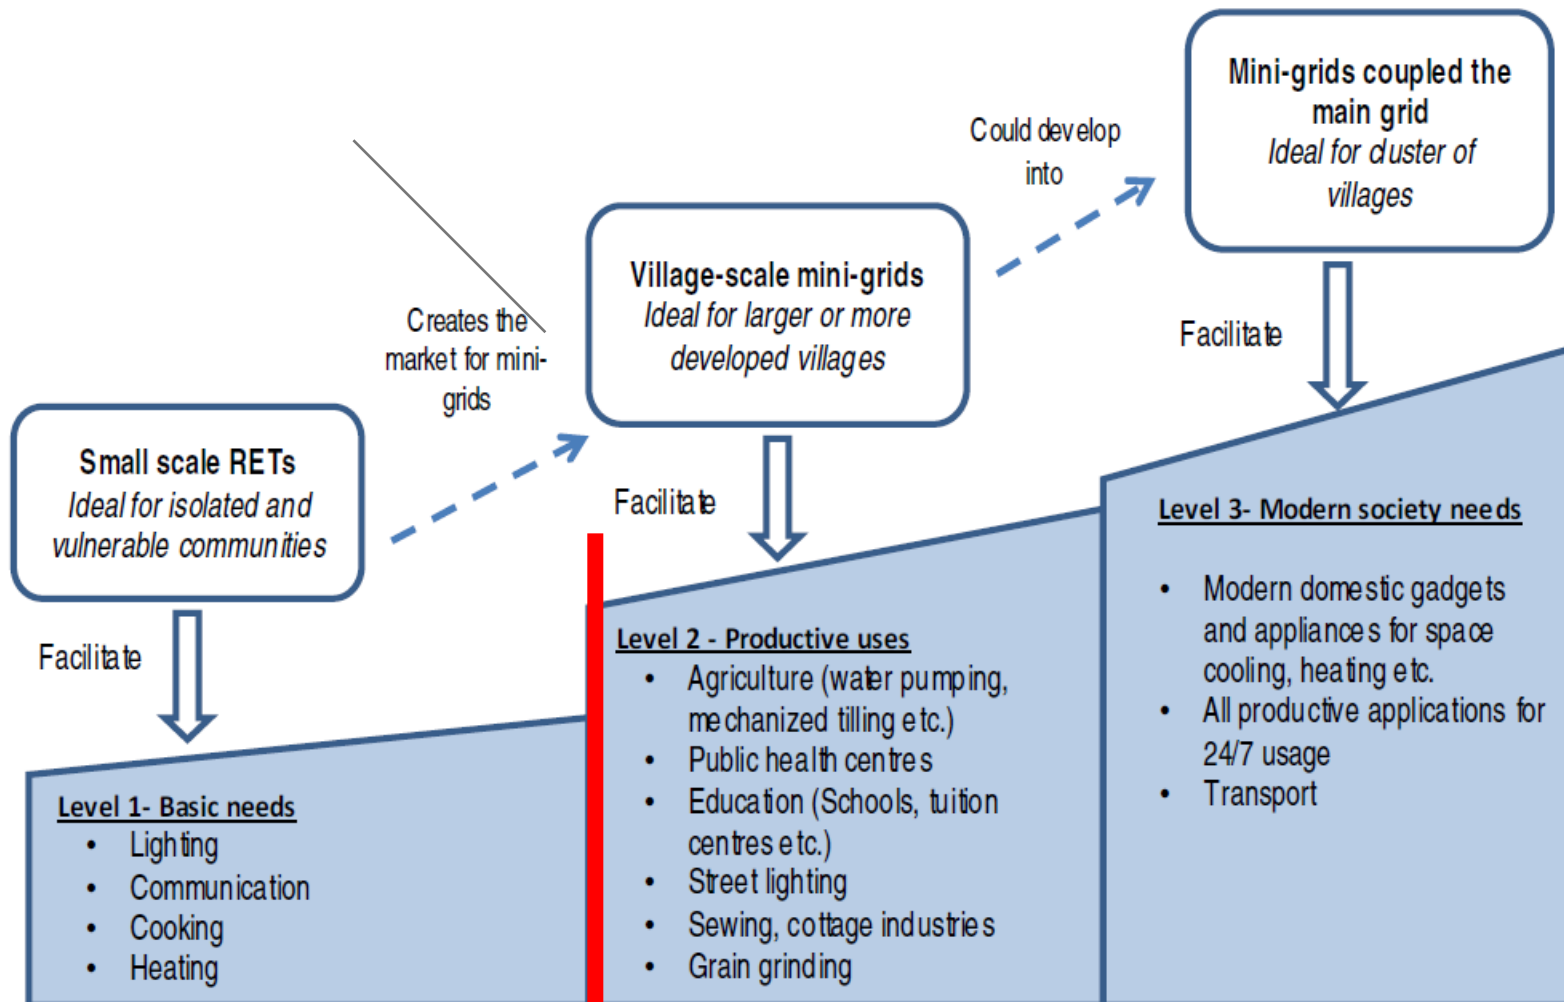 Mini-grids coupled the
main grid
Ideal for cluster of
villages
Could develop
into
Village-scale mini-grids
Ideal for larger or more
developed villages
Facilitate
Creates the
market for mini-
grids
Small scale RETs
Ideal for isolated and
vulnerable communities
Facilitate
Facilitate
Level 1- Basic needs
• Lighting
• Communication
• Cooking
• Heating
Level 2 - Productive uses
• Agriculture (water pumping,
mechanized tilling etc.)
• Public health centres
• Education (Schools, tuition
centres etc.)
• Street lighting
• Sewing, cottage industries
• Grain grinding
Level 3- Modern society needs
• Modern domestic gadgets
and appliances for space
cooling, heating etc.
• All productive applications for
24/7 usage
• Transport